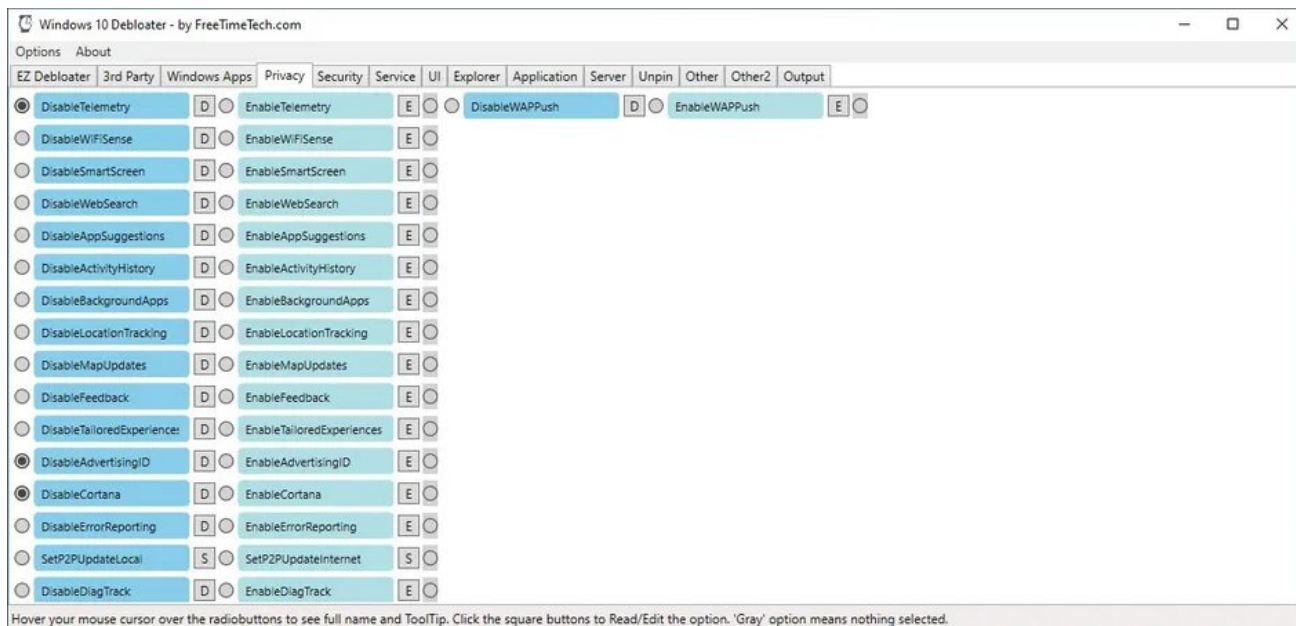 Windows 10 Debloater - by FreeTimeTech.com
Options About
EZ Debloater 3rd Party Windows Apps Privacy Security Service UI Explorer Application Server Unpin Other Other2 Output
DisableTelemetry D EnableTelemetry E DisableWAPPush D EnableWAPPush E
DisableWiFiSense D EnableWiFiSense E
DisableSmartScreen D EnableSmartScreen E
DisableWebSearch D EnableWebSearch E
DisableAppSuggestions D EnableAppSuggestions E
DisableActivityHistory D EnableActivityHistory E
DisableBackgroundApps D EnableBackgroundApps E
DisableLocationTracking D EnableLocationTracking E
DisableMapUpdates D EnableMapUpdates E
DisableFeedback D EnableFeedback E
DisableTailoredExperience: D EnableTailoredExperiences E
DisableAdvertisingID D EnableAdvertisingID E
DisableCortana D EnableCortana E
DisableErrorReporting D EnableErrorReporting E
SetP2PUpdateLocal S SetP2PUpdateInternet S
DisableDiagTrack D EnableDiagTrack E
Hover your mouse cursor over the radiobuttons to see full name and ToolTip. Click the square buttons to Read/Edit the option. 'Gray' option means nothing selected.